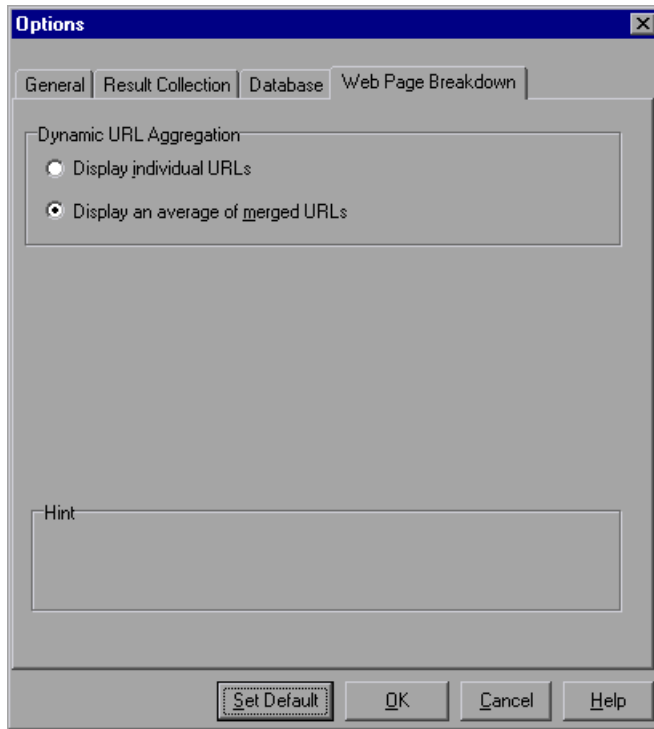 Options
General Result Collection Database Web Page Breakdown
Dynamic URL Aggregation
Display individual URLs
Display an average of merged URLs
Hint
Set Default OK Cancel Help